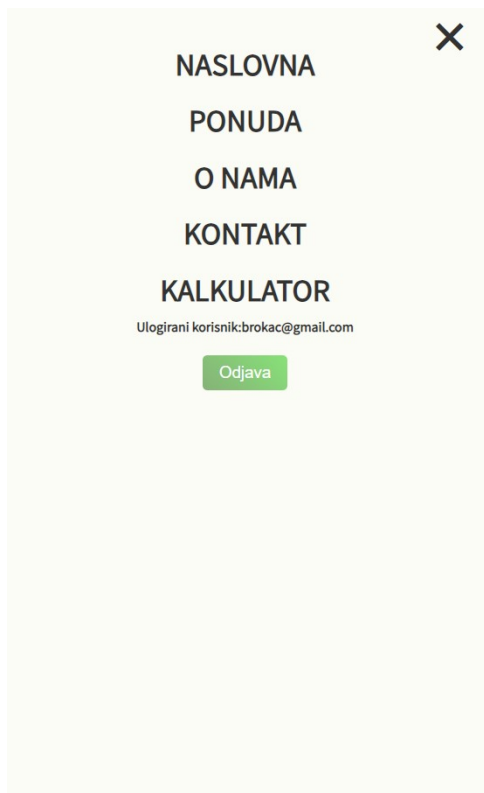 NASLOVNA
PONUDA
O NAMA
KONTAKT
KALKULATOR
Ulogirani korisnik:brokac@gmail.com
Odjava